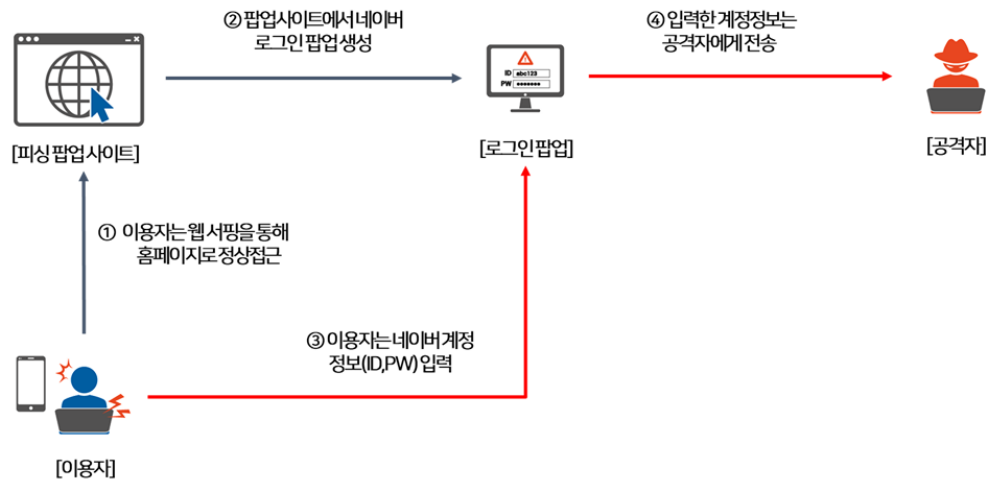 ② 팝업사이트에서 네이버
로그인 팝업 생성
④ 입력한 계정정보는
공격자에게 전송
ID abc123
PW *******
[피싱 팝업 사이트]
[로그인 팝업]
[공격자]
① 이용자는 웹 서핑을 통해
홈페이지로 정상접근
③ 이용자는 네이버 계정
정보(ID,PW) 입력
[이용자]